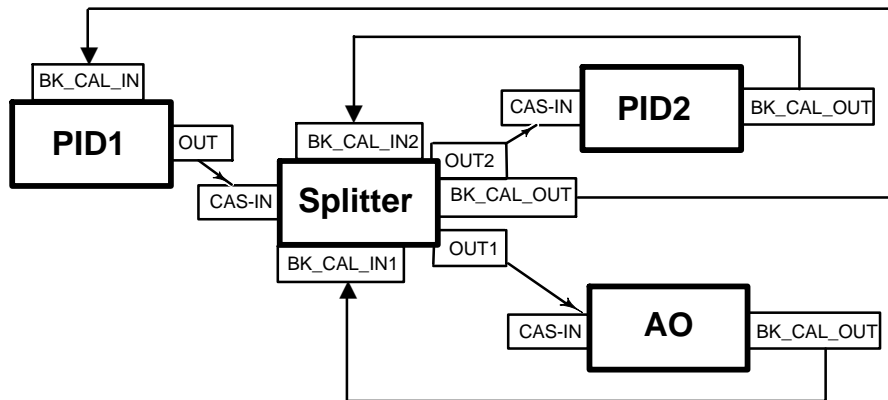 BK_CAL_IN
PID1
OUT
CAS-IN
BK_CAL_IN2
Splitter
OUT2
BK_CAL_OUT
OUT1
BK_CAL_IN1
CAS-IN
PID2
BK_CAL_OUT
CAS-IN
AO
BK_CAL_OUT